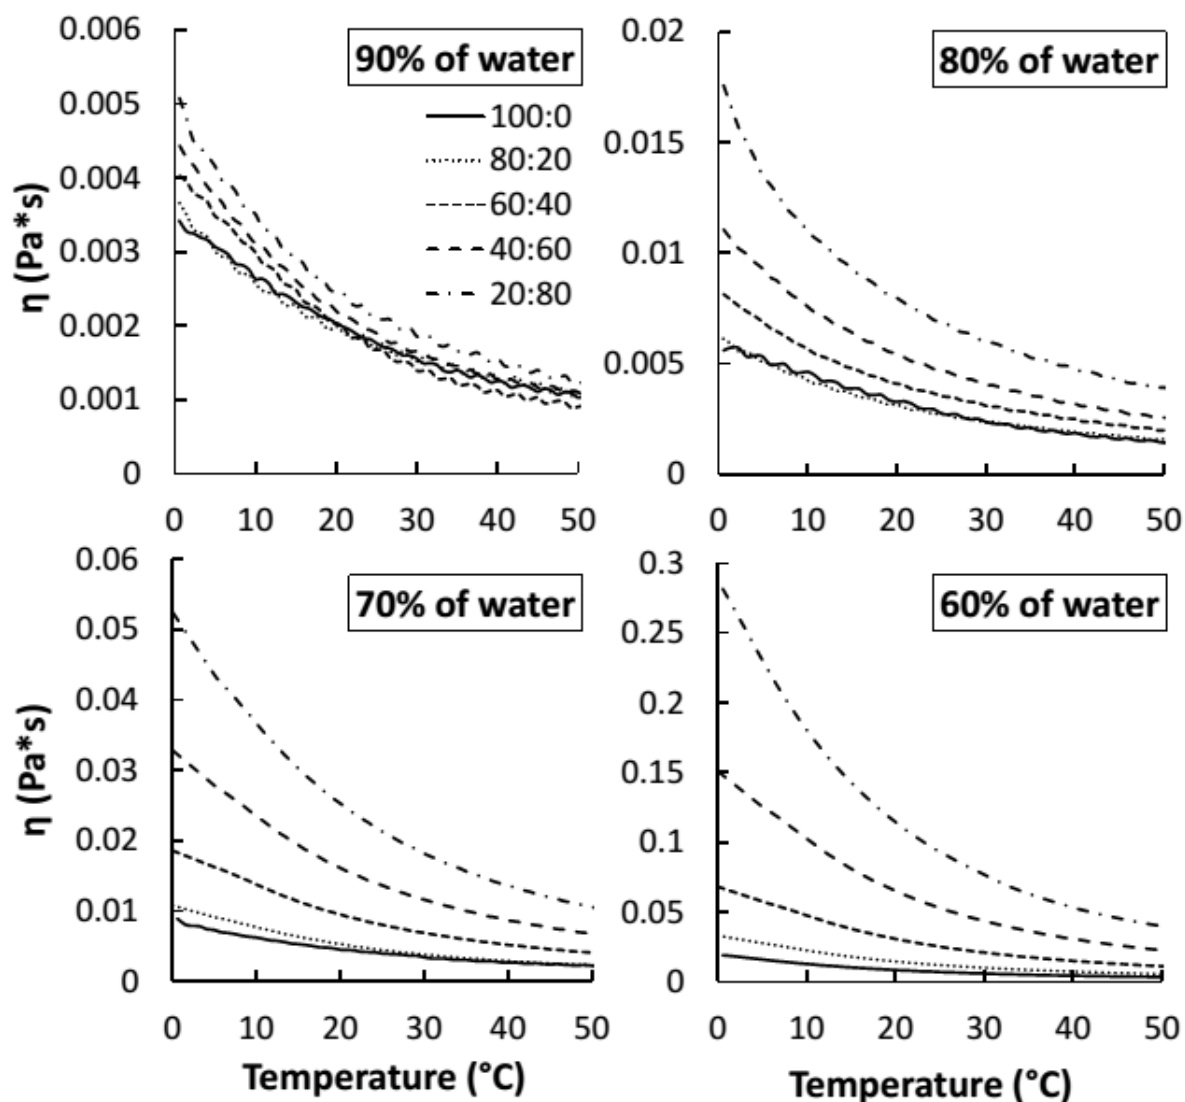 90% of water
0.006
0.005
0.004
0.003
0.002
0.001
0
η (Pa*s)
100:0
80:20
60:40
40:60
20:80
0 10 20 30 40 50
80% of water
0.02
0.015
0.01
0.005
0
0 10 20 30 40 50
70% of water
0.06
0.05
0.04
0.03
0.02
0.01
0
η (Pa*s)
0 10 20 30 40 50
Temperature (°C)
60% of water
0.3
0.25
0.2
0.15
0.1
0.05
0
0 10 20 30 40 50
Temperature (°C)